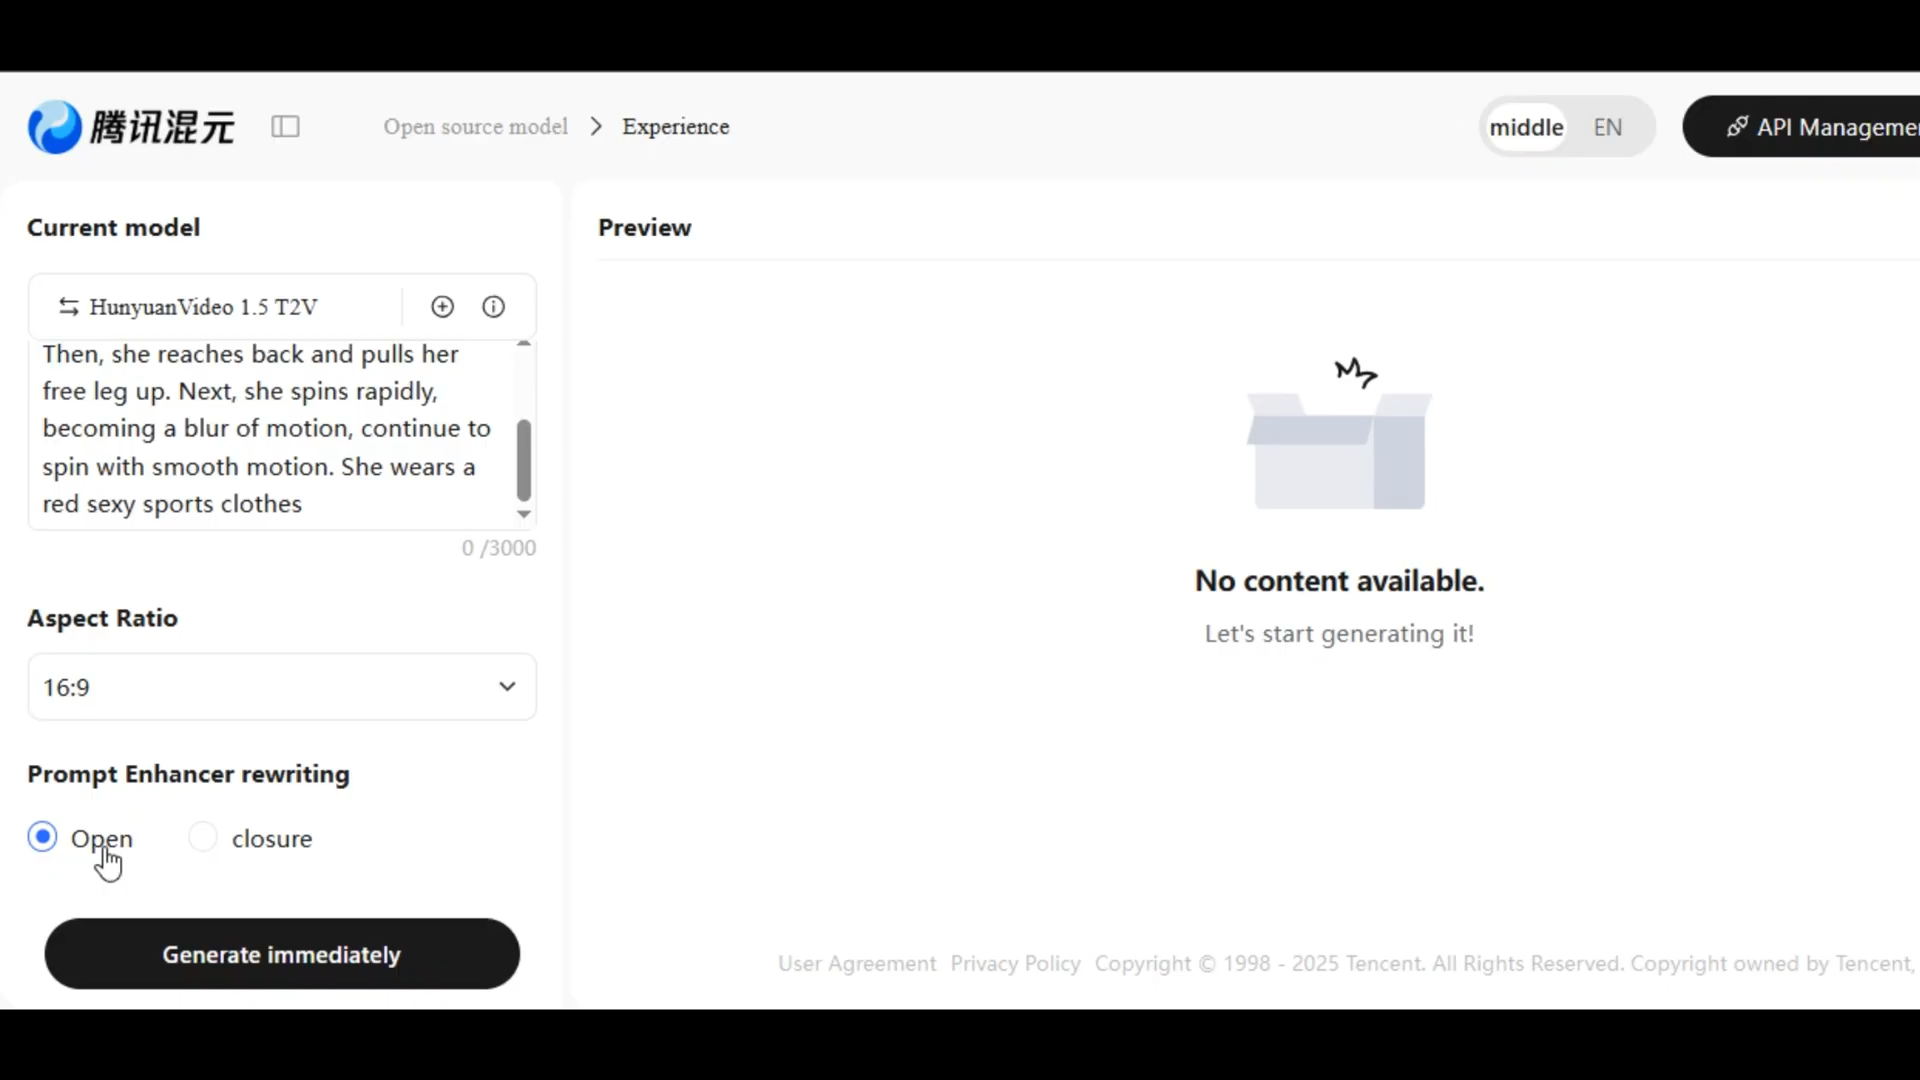 腾讯混元
Open source model > Experience
middle EN
API Managemen
Current model
HunyuanVideo 1.5 T2V
Then, she reaches back and pulls her
free leg up. Next, she spins rapidly,
becoming a blur of motion, continue to
spin with smooth motion. She wears a
red sexy sports clothes
0 /3000
Aspect Ratio
16:9
Prompt Enhancer rewriting
Open closure
Generate immediately
Preview
No content available.
Let's start generating it!
User Agreement Privacy Policy Copyright © 1998 - 2025 Tencent. All Rights Reserved. Copyright owned by Tencent,